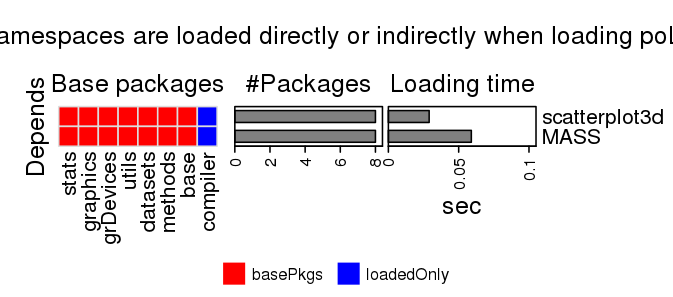 namespaces are loaded directly or indirectly when loading pol
Base packages #Packages Loading time
Depends
scatterplot3d
MASS
stats
graphics
grDevices
utils
datasets
methods
base
compiler
0 2 4 6 8
0 0.05 0.1
sec
basePkgs loadedOnly